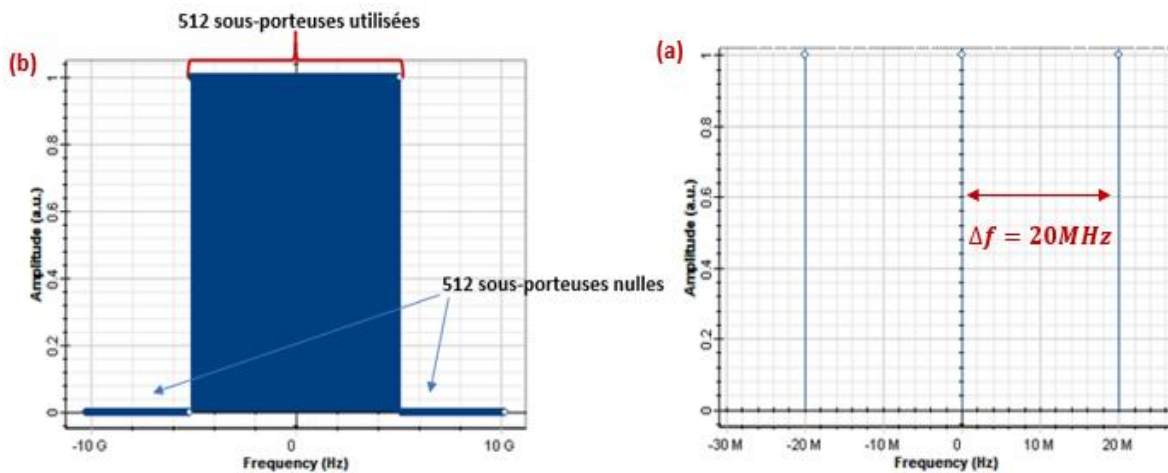 512 sous-porteuses utilisées
(b)
Amplitude (a.u.)
1
0.8
0.6
0.4
0.2
0
512 sous-porteuses nulles
-10 G
0
10 G
Frequency (Hz)
(a)
Amplitude (a.u.)
1
0.8
0.6
0.4
0.2
0
Δf = 20MHz
-30 M
-20 M
-10 M
0
10 M
20 M
Frequency (Hz)